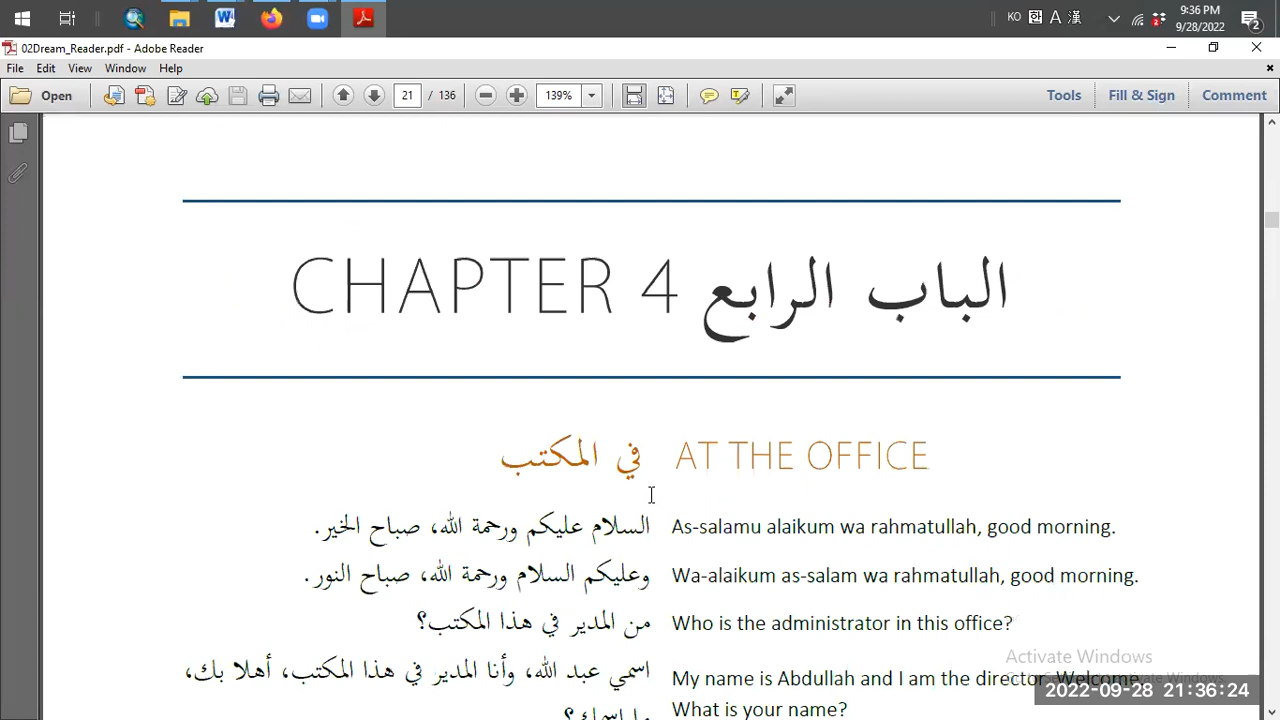 KO A 漢
9:36 PM
9/28/2022
2
02Dream_Reader.pdf - Adobe Reader
File Edit View Window Help
Open 21 / 136 139% Tools Fill & Sign Comment
CHAPTER 4 الباب الرابع
في المكتب AT THE OFFICE
السلام عليكم ورحمة الله، صباح الخير. As-salamu alaikum wa rahmatullah, good morning.
وعليكم السلام ورحمة الله، صباح النور. Wa-alaikum as-salam wa rahmatullah, good morning.
من المدير في هذا المكتب؟ Who is the administrator in this office?
اسمي عبد الله، وأنا المدير في هذا المكتب، أهلا بك، My name is Abdullah and I am the director. Welcome
ما اسمك؟ What is your name?
Activate Windows
2022-09-28 21:36:24